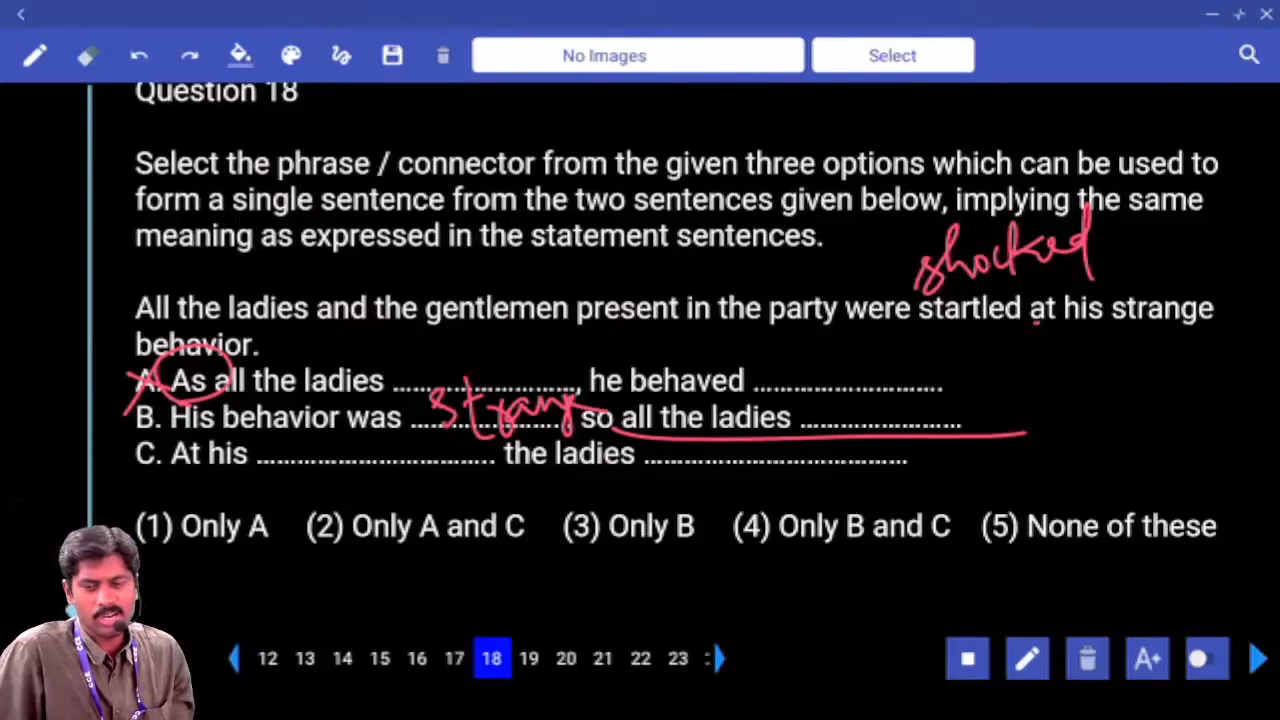 No Images
Select
Question 18
Select the phrase / connector from the given three options which can be used to
form a single sentence from the two sentences given below, implying the same
meaning as expressed in the statement sentences.
shocked
All the ladies and the gentlemen present in the party were startled at his strange
behavior.
A. As all the ladies ……………………………, he behaved …………………………….
B. His behavior was ……………………… so all the ladies ………………………
strange
C. At his ……………………………….. the ladies ……………………………………
(1) Only A (2) Only A and C (3) Only B (4) Only B and C (5) None of these
12 13 14 15 16 17 18 19 20 21 22 23
A+